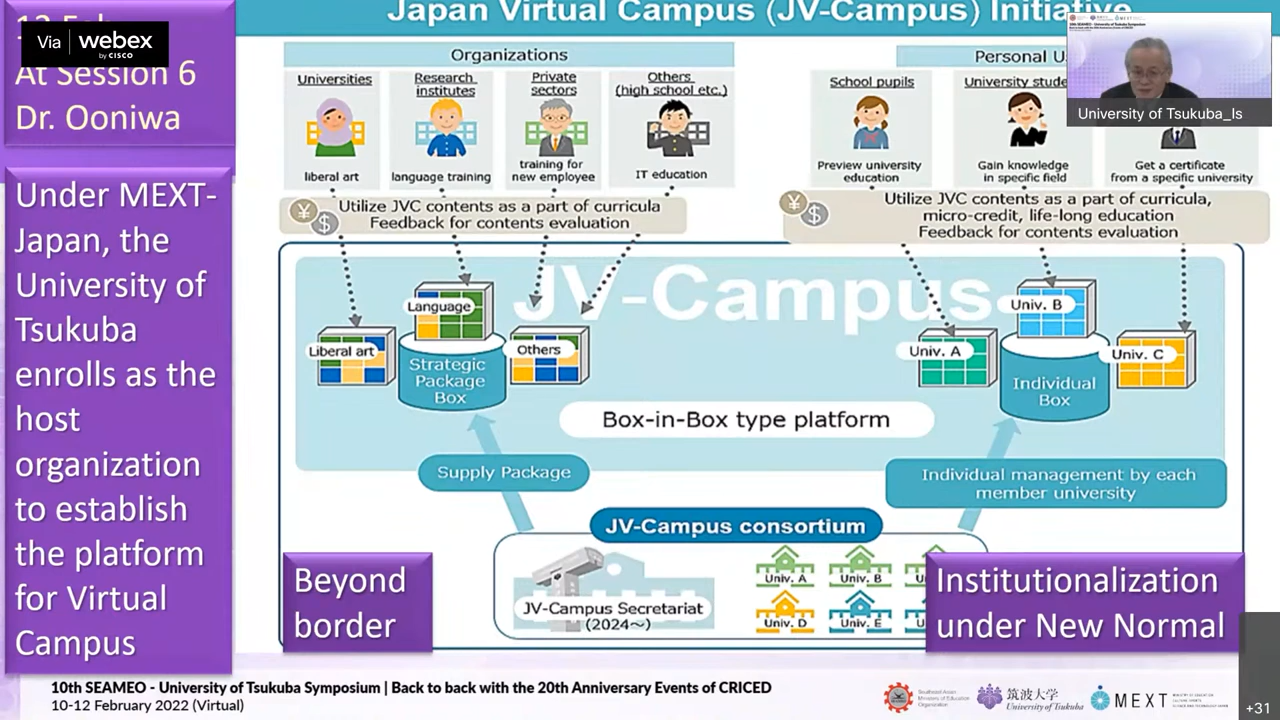 Via webex
by CISCO
At Session 6
Dr. Ooniwa
Under MEXT-
Japan, the
University of
Tsukuba
enrolls as the
host
organization
to establish
the platform
for Virtual
Campus
Japan Virtual Campus (JV-Campus) Initiative
Organizations
Universities
liberal art
Research
institutes
language training
Private
sectors
training for
new employee
Others
(high school etc.)
IT education
Personal
School pupils
Preview university
education
University
Gain knowledge
in specific field
Get a certificate
from a specific university
University of Tsukuba_Is
¥ $
Utilize JVC contents as a part of curricula
Feedback for contents evaluation
¥ $
Utilize JVC contents as a part of curricula,
micro-credit, life-long education
Feedback for contents evaluation
JV-Campus
Language
Liberal art
Others
Strategic
Package
Box
Univ. B
Univ. A
Univ. C
Individual
Box
Box-in-Box type platform
Supply Package
Individual management by each
member university
JV-Campus consortium
JV-Campus Secretariat
(2024～)
Univ. A
Univ. B
Univ. D
Univ. E
Beyond
border
Institutionalization
under New Normal
10th SEAMEO - University of Tsukuba Symposium | Back to back with the 20th Anniversary Events of CRICED
10-12 February 2022 (Virtual)
Southeast Asian
Ministers of Education
Organization
筑波大学
University of Tsukuba
MEXT
+31